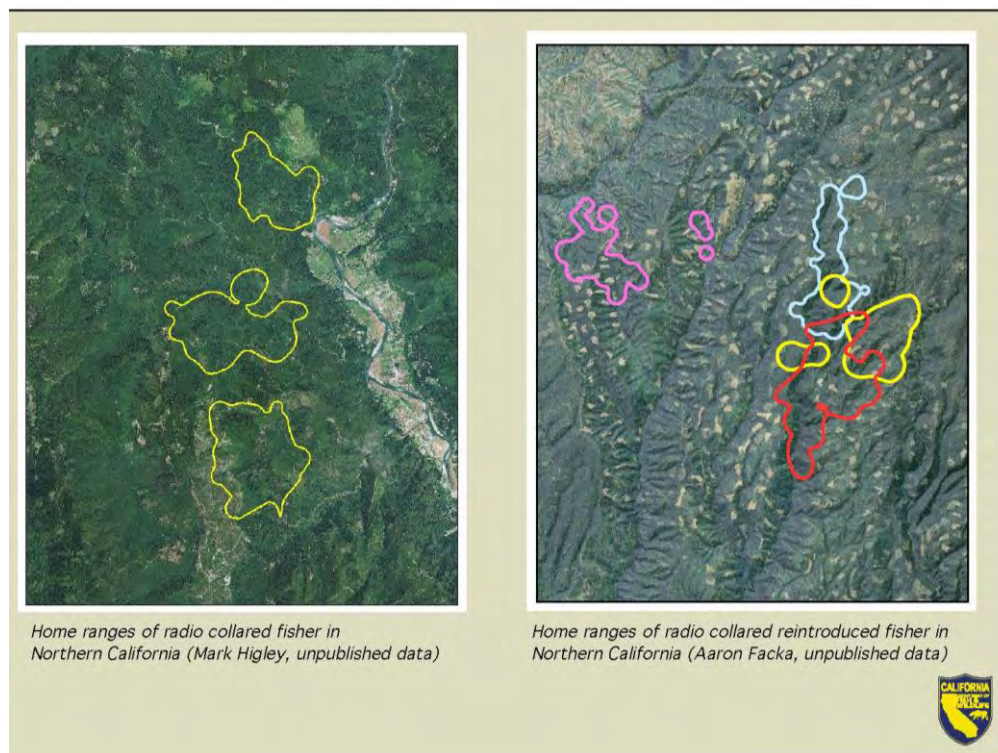 Home ranges of radio collared fisher in
Northern California (Mark Higley, unpublished data)
Home ranges of radio collared reintroduced fisher in
Northern California (Aaron Facka, unpublished data)
CALIFORNIA
WILDLIFE